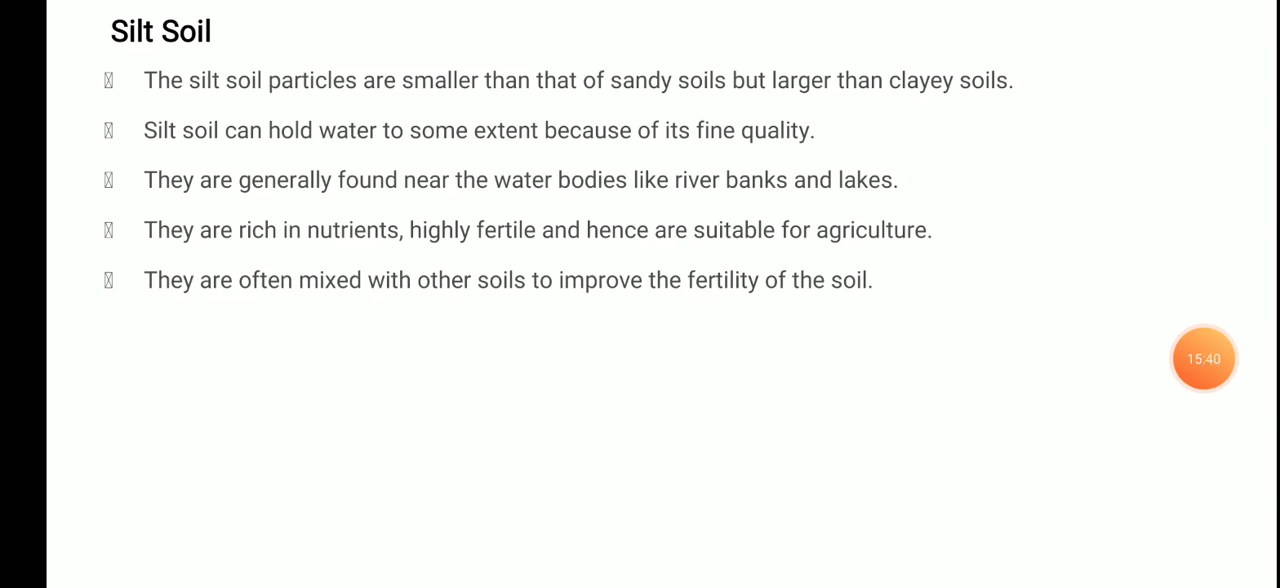 Silt Soil
The silt soil particles are smaller than that of sandy soils but larger than clayey soils.
Silt soil can hold water to some extent because of its fine quality.
They are generally found near the water bodies like river banks and lakes.
They are rich in nutrients, highly fertile and hence are suitable for agriculture.
They are often mixed with other soils to improve the fertility of the soil.
15:40